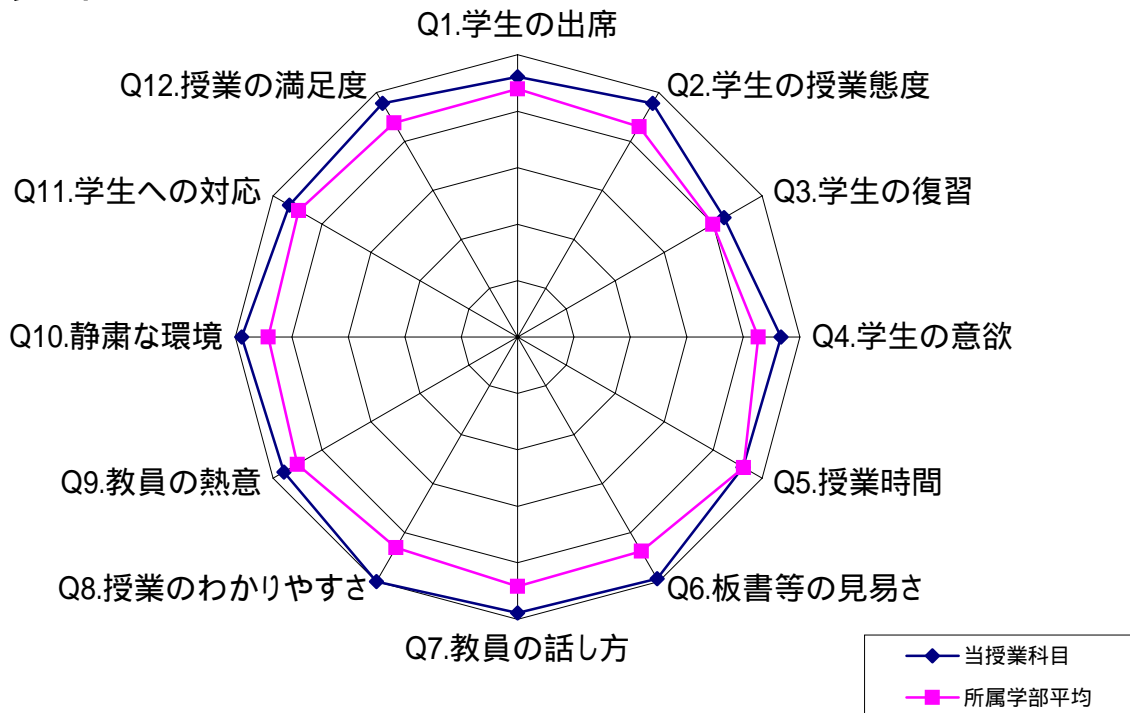 Q1.学生の出席
Q2.学生の授業態度
Q3.学生の復習
Q4.学生の意欲
Q5.授業時間
Q6.板書等の見易さ
Q7.教員の話し方
Q8.授業のわかりやすさ
Q9.教員の熱意
Q10.静粛な環境
Q11.学生への対応
Q12.授業の満足度
当授業科目
所属学部平均